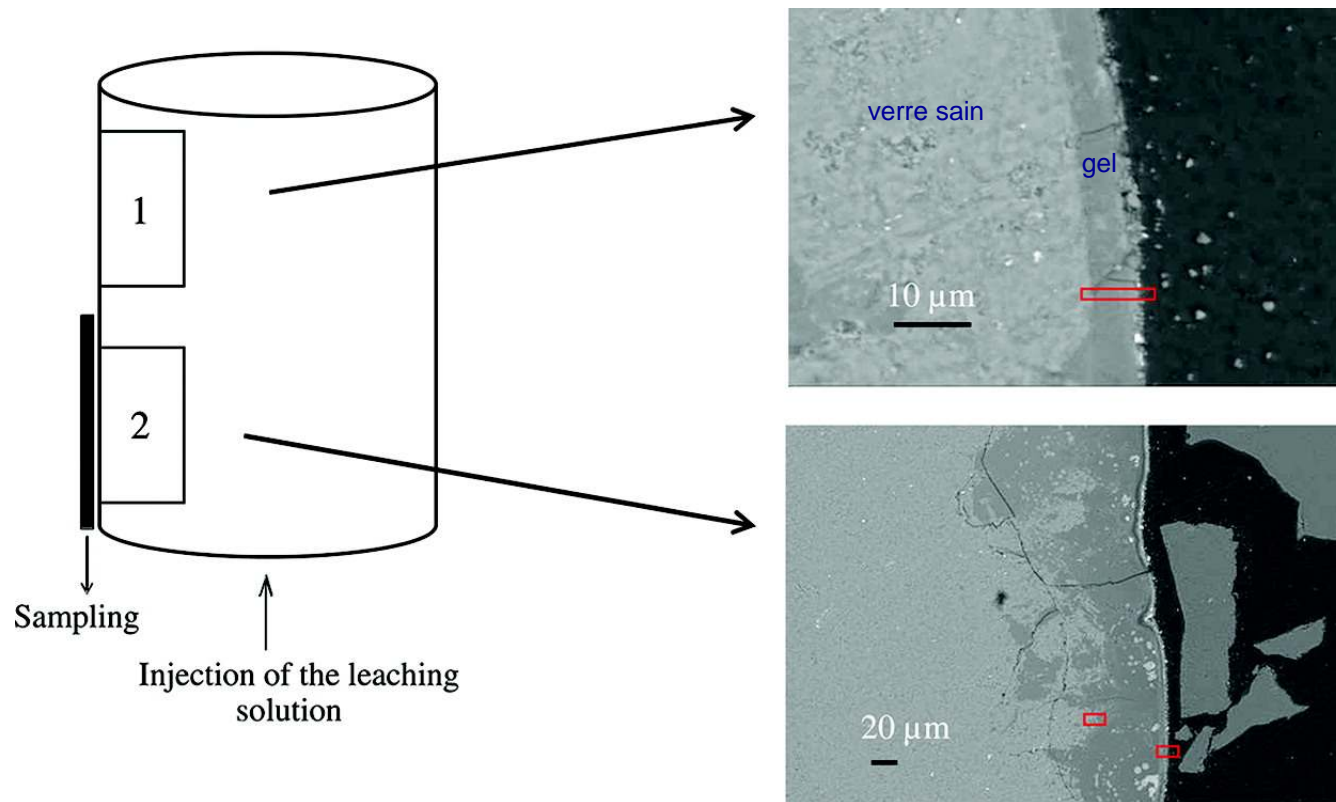 1
2
Sampling
Injection of the leaching
solution
verre sain
gel
10 µm
20 µm